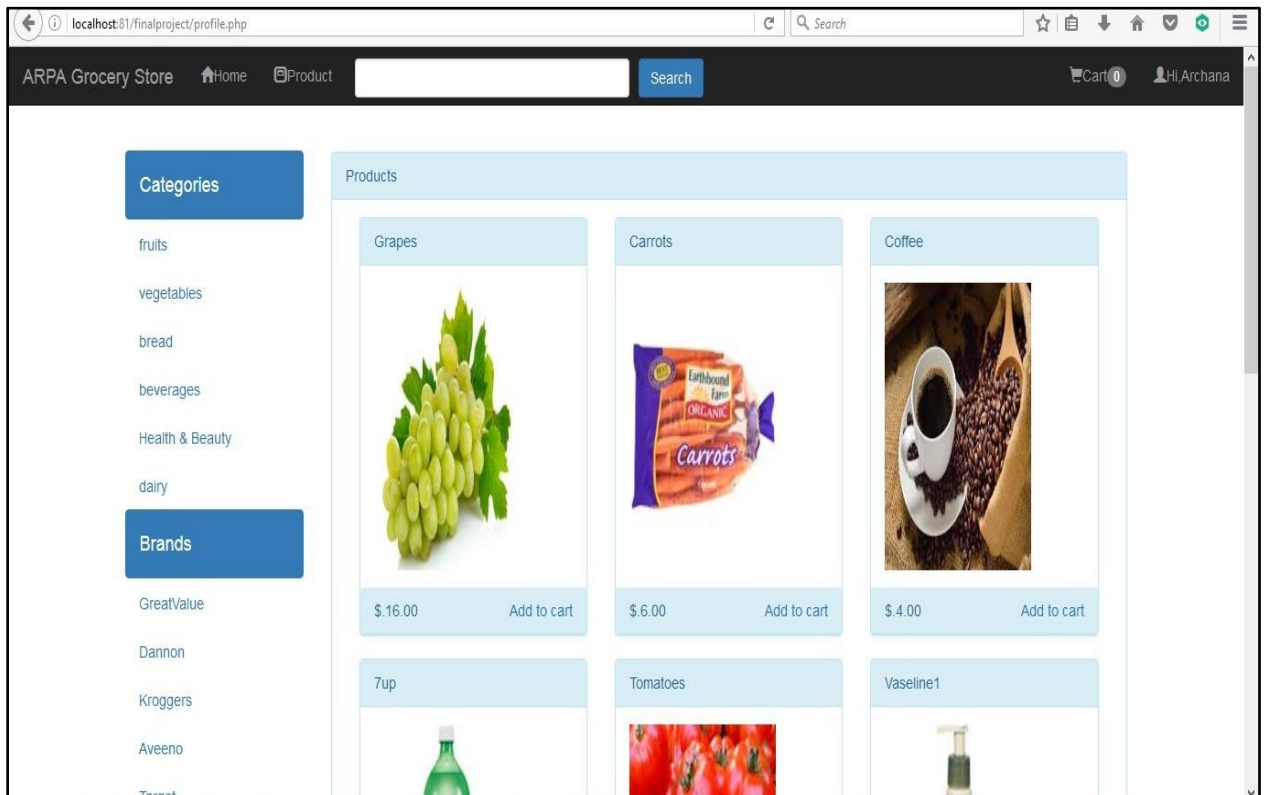 localhost:81/finalproject/profile.php
Search
ARPA Grocery Store Home Product Search Cart 0 Hi,Archana
Categories
fruits
vegetables
bread
beverages
Health & Beauty
dairy
Brands
GreatValue
Dannon
Kroggers
Aveeno
Target
Products
Grapes
Carrots
Coffee
Earthbound
Farm
ORGANIC
Carrots
$.16.00 Add to cart
$.6.00 Add to cart
$.4.00 Add to cart
7up
Tomatoes
Vaseline1